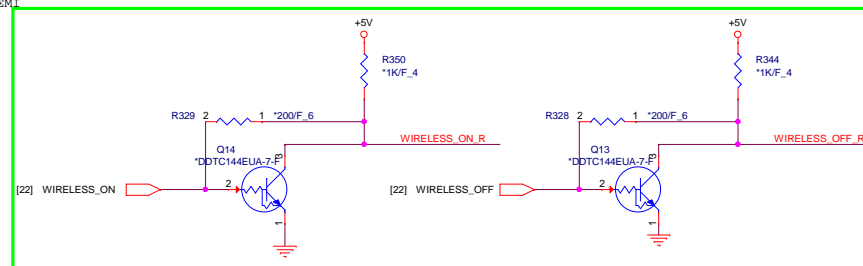 EMI
+5V
R350
*1K/F_4
R329 2 1 *200/F_6
WIRELESS_ON_R
Q14
*DDTC144EUA-7-F
3
2
1
[22] WIRELESS_ON
+5V
R344
*1K/F_4
R328 2 1 *200/F_6
WIRELESS_OFF_R
Q13
*DDTC144EUA-7-F
3
2
1
[22] WIRELESS_OFF